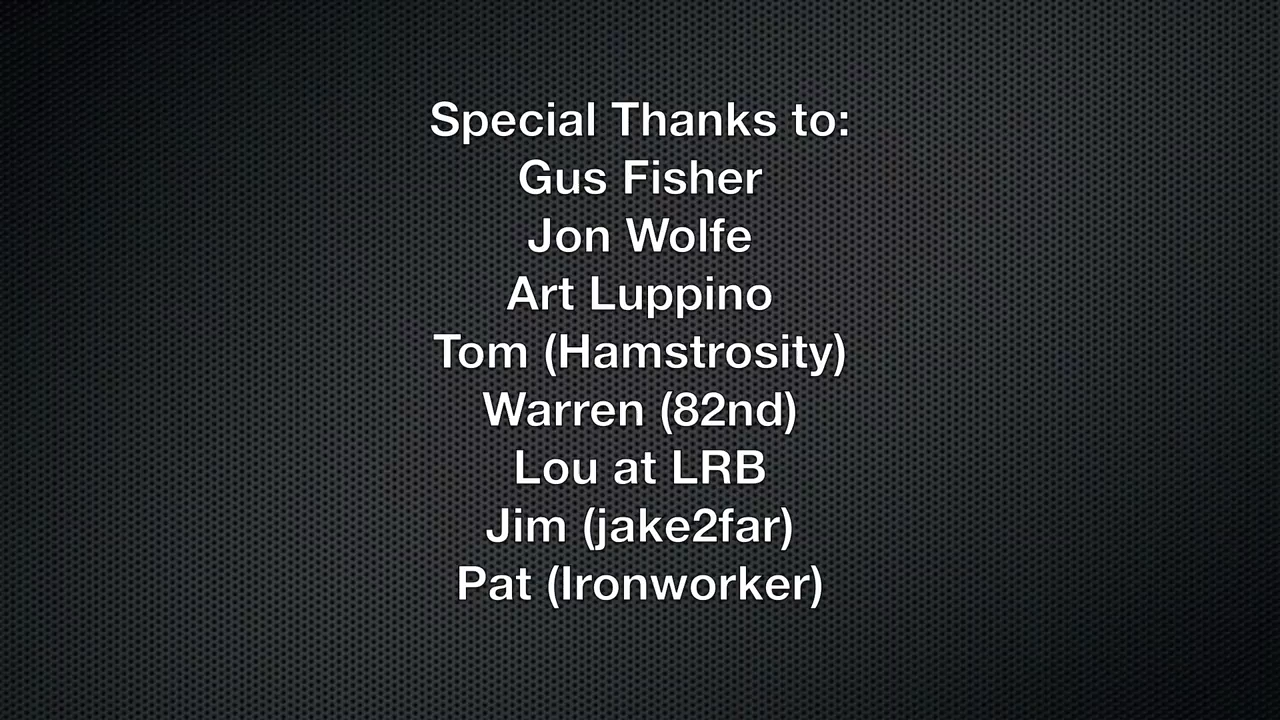 Special Thanks to:
Gus Fisher
Jon Wolfe
Art Luppino
Tom (Hamstrosity)
Warren (82nd)
Lou at LRB
Jim (jake2far)
Pat (Ironworker)